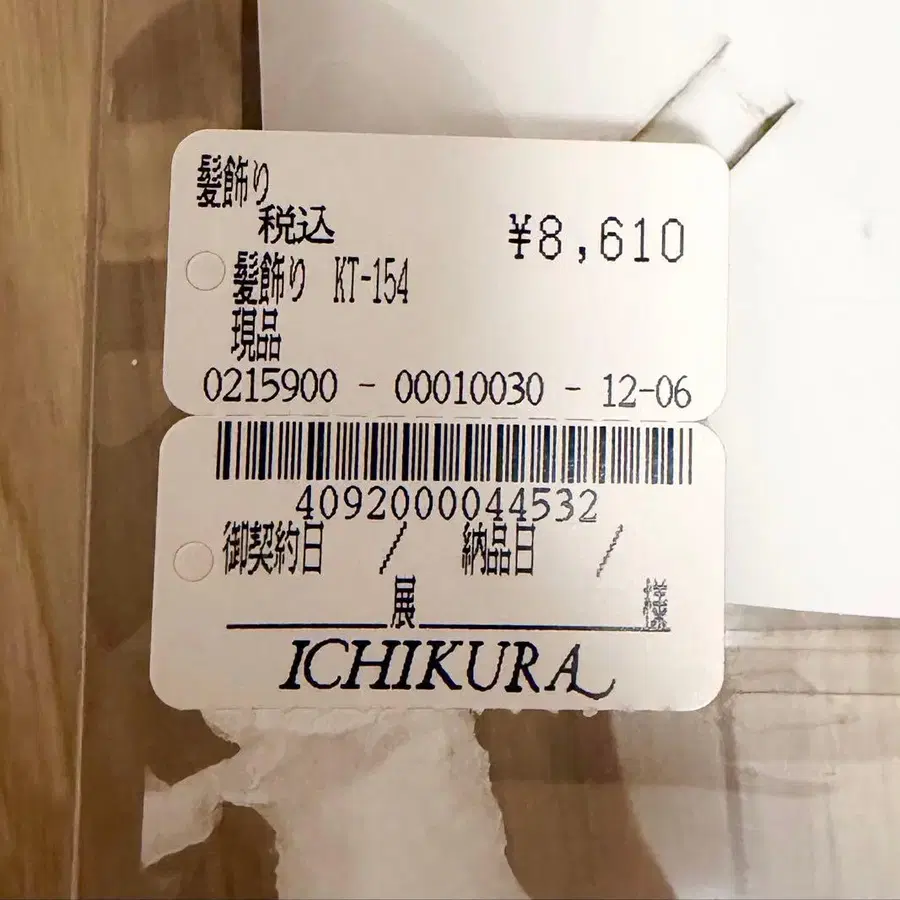 髪飾り
税込 ¥8,610
髪飾り KT-154
現品
0215900 - 00010030 - 12-06
4092000044532
御契約日 / 納品日 /
展 様
ICHIKURA